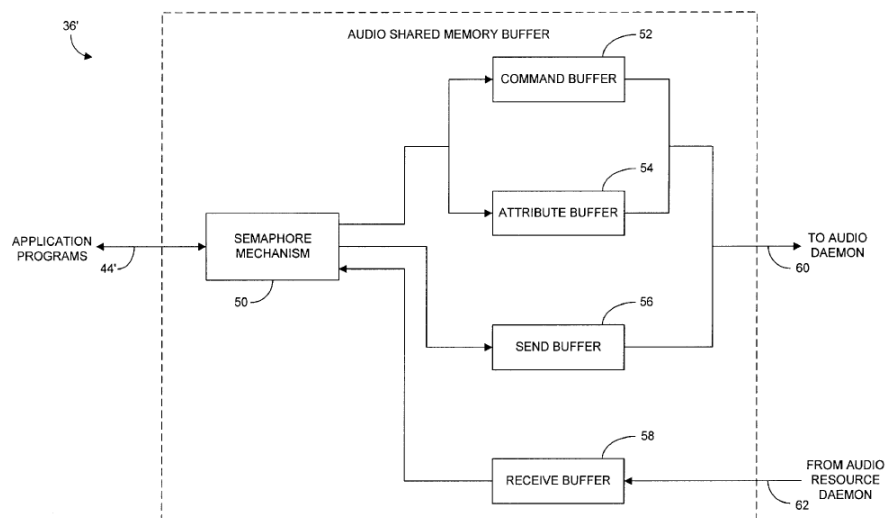 36'
AUDIO SHARED MEMORY BUFFER
52
COMMAND BUFFER
54
ATTRIBUTE BUFFER
APPLICATION
PROGRAMS
44'
SEMAPHORE
MECHANISM
50
TO AUDIO
DAEMON
60
56
SEND BUFFER
58
RECEIVE BUFFER
FROM AUDIO
RESOURCE
DAEMON
62